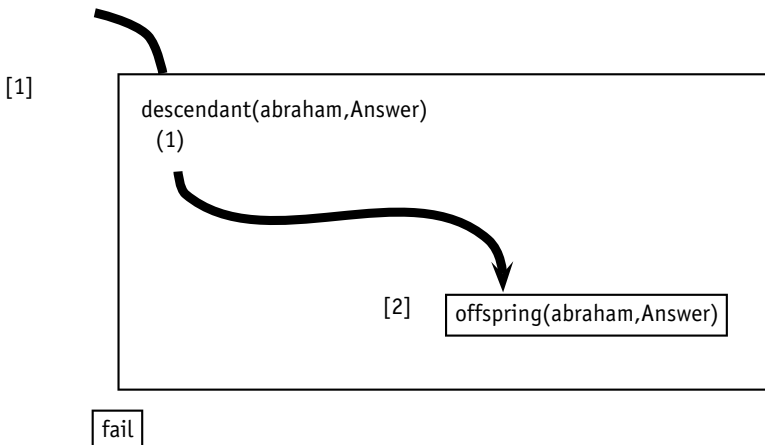 [1]
descendant(abraham,Answer)
(1)
[2]
offspring(abraham,Answer)
fail